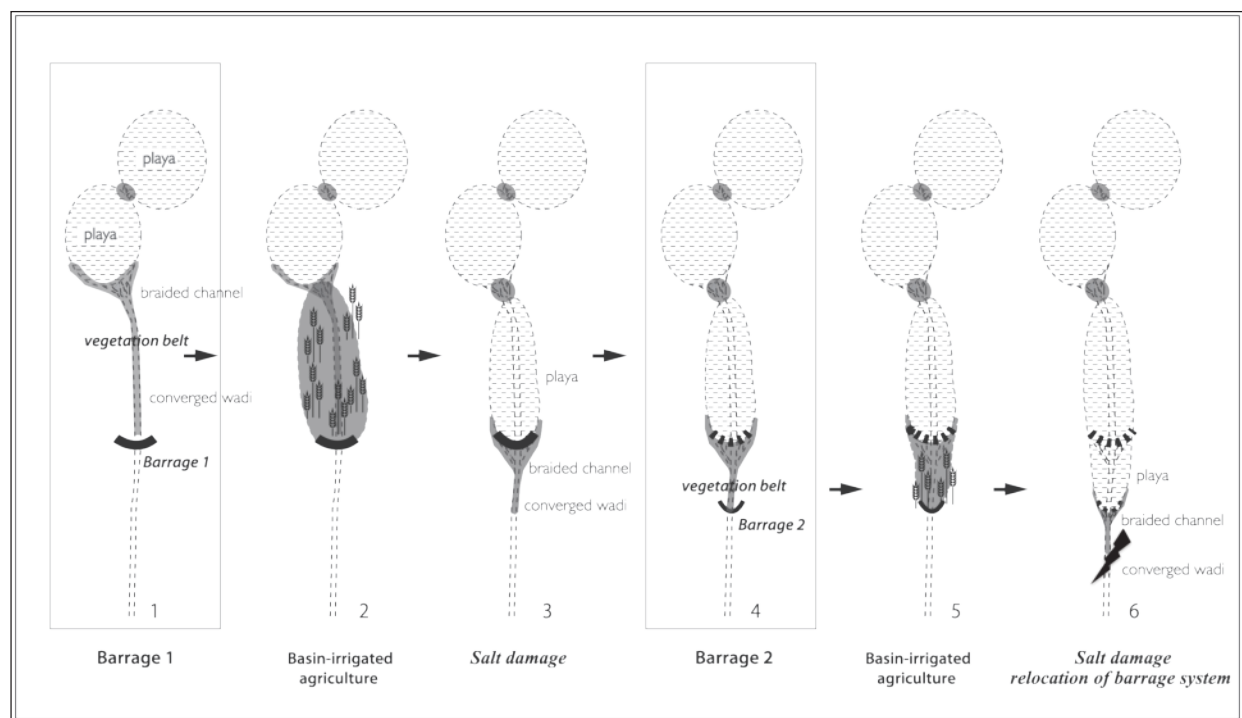 playa
playa
braided channel
vegetation belt
converged wadi
Barrage 1
1
Barrage 1
2
Basin-irrigated
agriculture
playa
braided channel
converged wadi
3
Salt damage
vegetation belt
Barrage 2
4
Barrage 2
5
Basin-irrigated
agriculture
playa
braided channel
converged wadi
6
Salt damage
relocation of barrage system